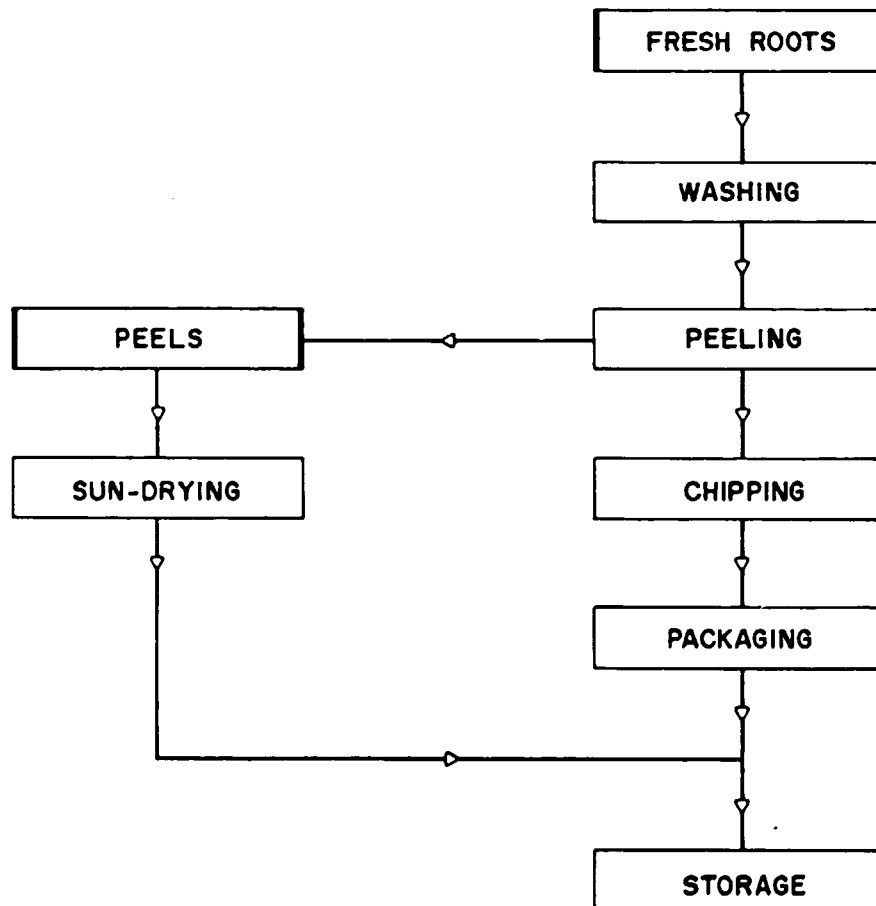 FRESH ROOTS
WASHING
PEELS
PEELING
SUN-DRYING
CHIPPING
PACKAGING
STORAGE